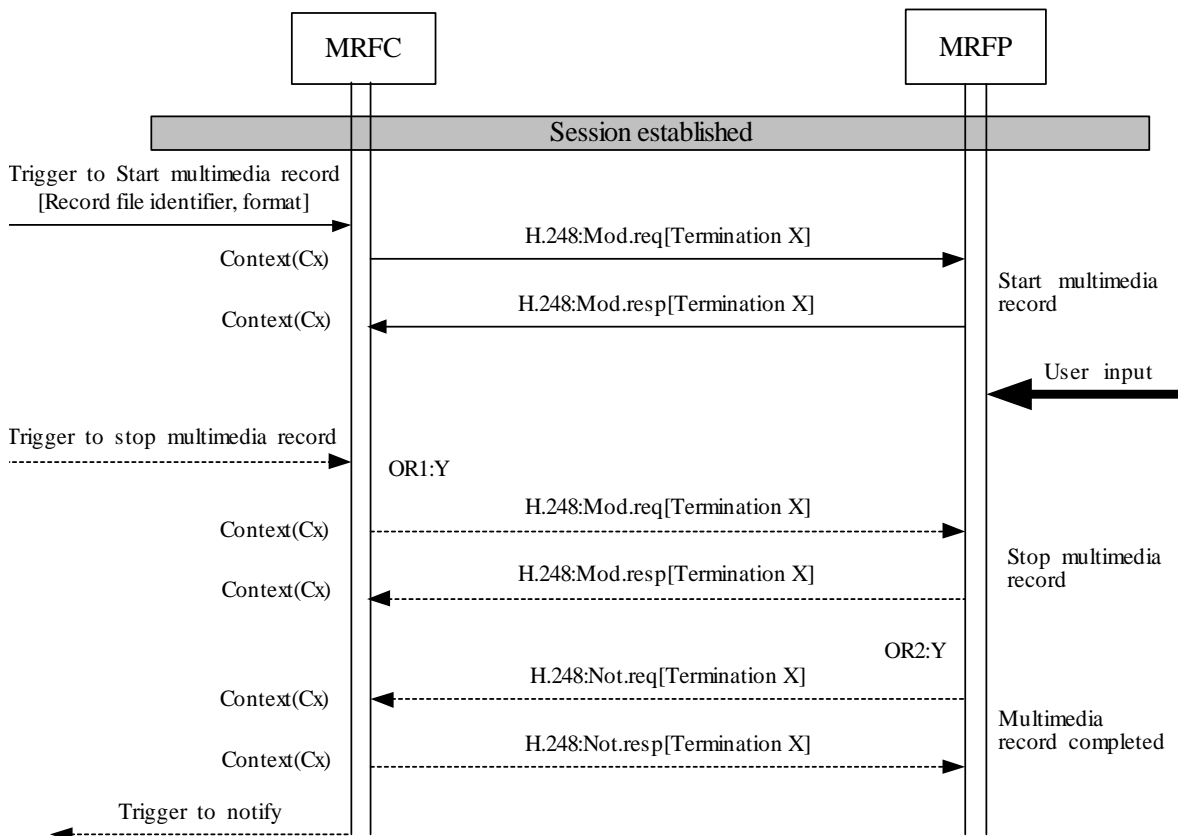 MRFC
MRFP
Session established
Trigger to Start multimedia record
[Record file identifier, format]
H.248:Mod.req[Termination X]
Context(Cx)
Start multimedia
record
H.248:Mod.resp[Termination X]
Context(Cx)
User input
Trigger to stop multimedia record
OR1:Y
H.248:Mod.req[Termination X]
Context(Cx)
Stop multimedia
record
H.248:Mod.resp[Termination X]
Context(Cx)
OR2:Y
H.248:Not.req[Termination X]
Context(Cx)
Multimedia
record completed
H.248:Not.resp[Termination X]
Context(Cx)
Trigger to notify